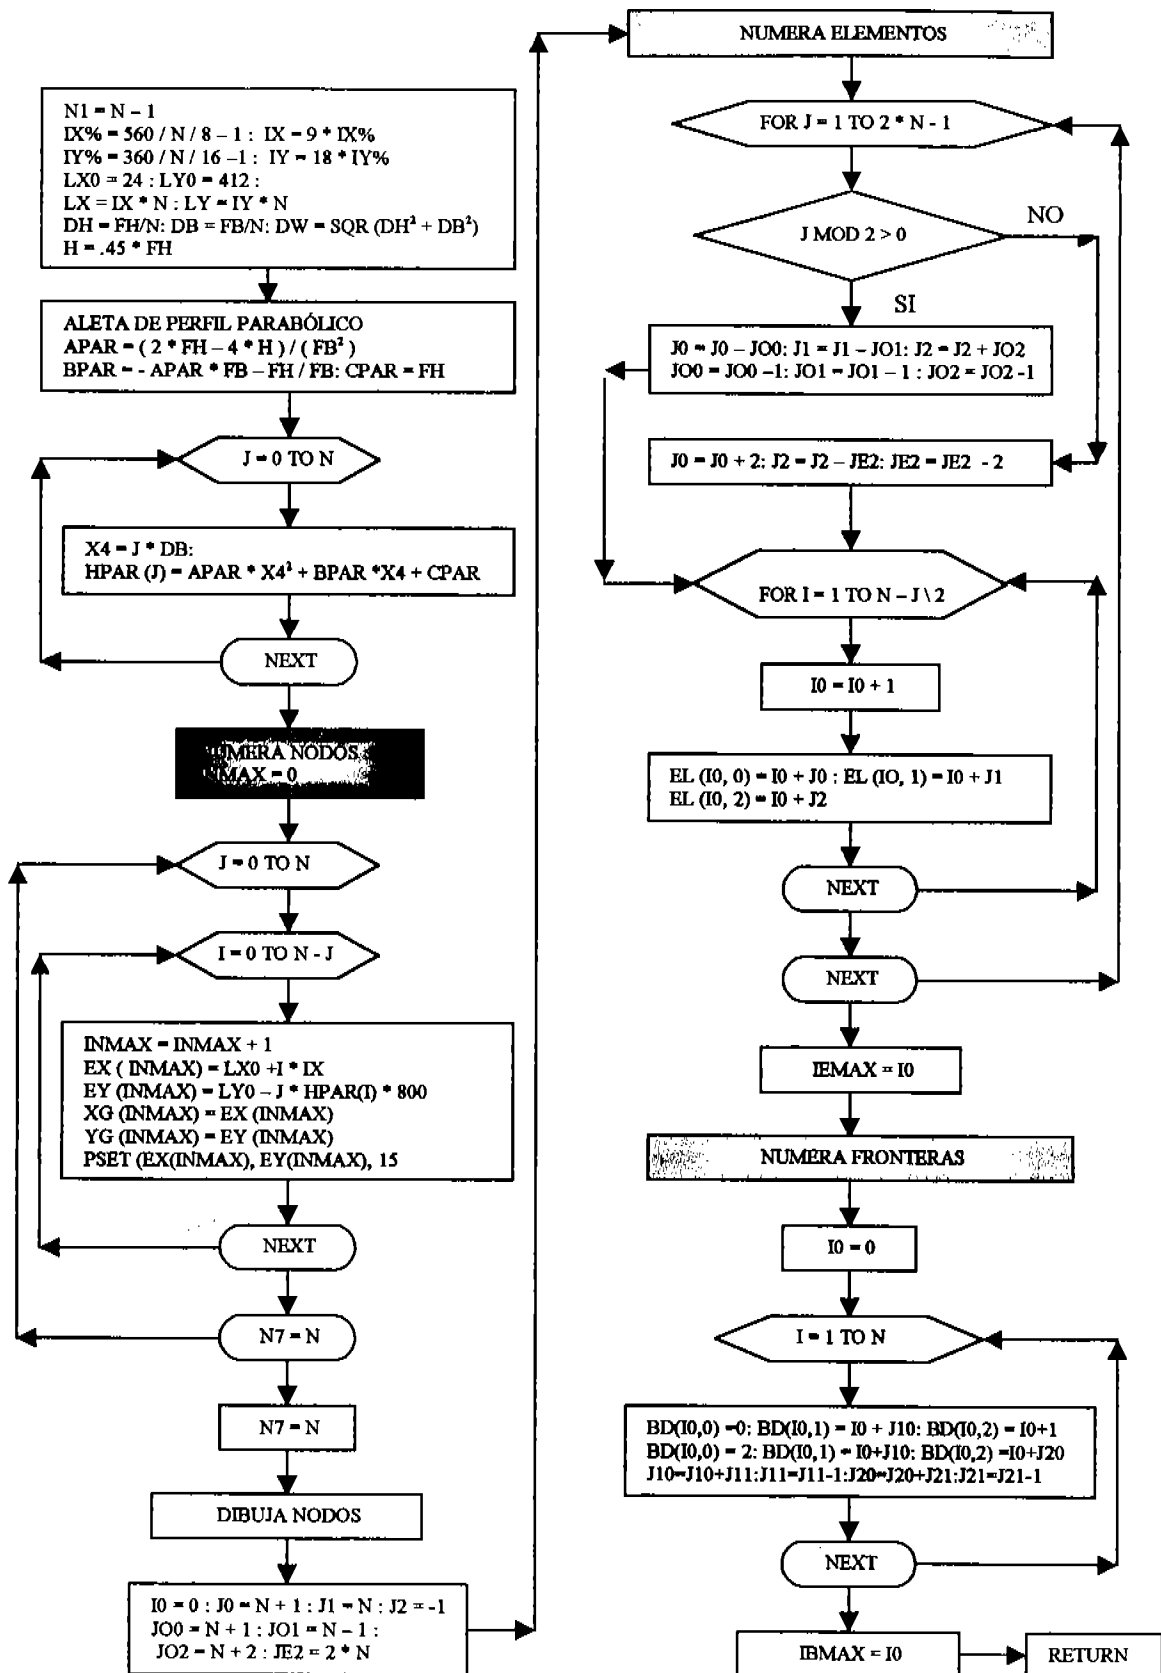 N1 = N – 1
IX% = 560 / N / 8 – 1 : IX = 9 * IX%
IY% = 360 / N / 16 –1 : IY = 18 * IY%
LX0 = 24 : LY0 = 412 :
LX = IX * N : LY = IY * N
DH = FH/N: DB = FB/N: DW = SQR (DH² + DB²)
H = .45 * FH
ALETA DE PERFIL PARABÓLICO
APAR = ( 2 * FH – 4 * H ) / ( FB² )
BPAR = - APAR * FB – FH / FB: CPAR = FH
J = 0 TO N
X4 = J * DB:
HPAR (J) = APAR * X4² + BPAR *X4 + CPAR
NEXT
NUMERA NODOS
INMAX = 0
J = 0 TO N
I = 0 TO N - J
INMAX = INMAX + 1
EX ( INMAX) = LX0 +I * IX
EY (INMAX) = LY0 – J * HPAR(I) * 800
XG (INMAX) = EX (INMAX)
YG (INMAX) = EY (INMAX)
PSET (EX(INMAX), EY(INMAX), 15
NEXT
N7 = N
N7 = N
DIBUJA NODOS
I0 = 0 : J0 = N + 1 : J1 = N : J2 = -1
JO0 = N + 1 : JO1 = N – 1 :
JO2 = N + 2 : JE2 = 2 * N
NUMERA ELEMENTOS
FOR J = 1 TO 2 * N - 1
J MOD 2 > 0
NO
SI
J0 = J0 – JO0: J1 = J1 – JO1: J2 = J2 + JO2
JO0 = JO0 –1: JO1 = JO1 – 1 : JO2 = JO2 -1
J0 = J0 + 2: J2 = J2 – JE2: JE2 = JE2 - 2
FOR I = 1 TO N – J \ 2
I0 = I0 + 1
EL (I0, 0) = I0 + J0 : EL (IO, 1) = I0 + J1
EL (I0, 2) = I0 + J2
NEXT
NEXT
IEMAX = I0
NUMERA FRONTERAS
I0 = 0
I = 1 TO N
BD(I0,0) =0: BD(I0,1) = I0 + J10: BD(I0,2) = I0+1
BD(I0,0) = 2: BD(I0,1) = I0+J10: BD(I0,2) =I0+J20
J10=J10+J11:J11=J11-1:J20=J20+J21:J21=J21-1
NEXT
IBMAX = I0
RETURN